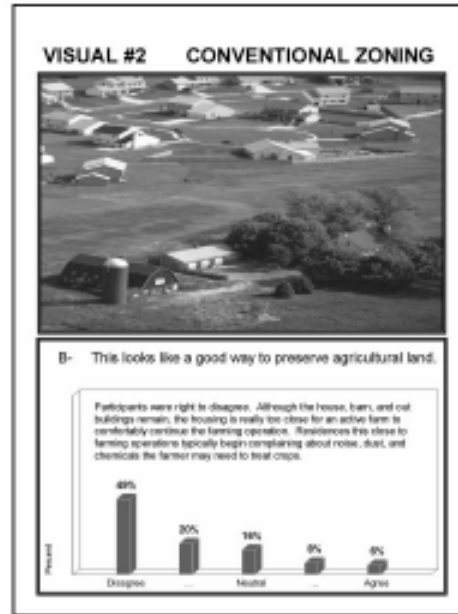 VISUAL #2 CONVENTIONAL ZONING
B- This looks like a good way to preserve agricultural land.
Participants were right to disagree. Although the house, barn, and out
buildings remain, the housing is really too close for an active farm to
comfortably continue the farming operation. Residences this close to
farming operations typically begin complaining about noise, dust, and
chemicals the farmer may need to treat crops.
49%
20%
16%
6%
Percent
Disagree ... Neutral ... Agree